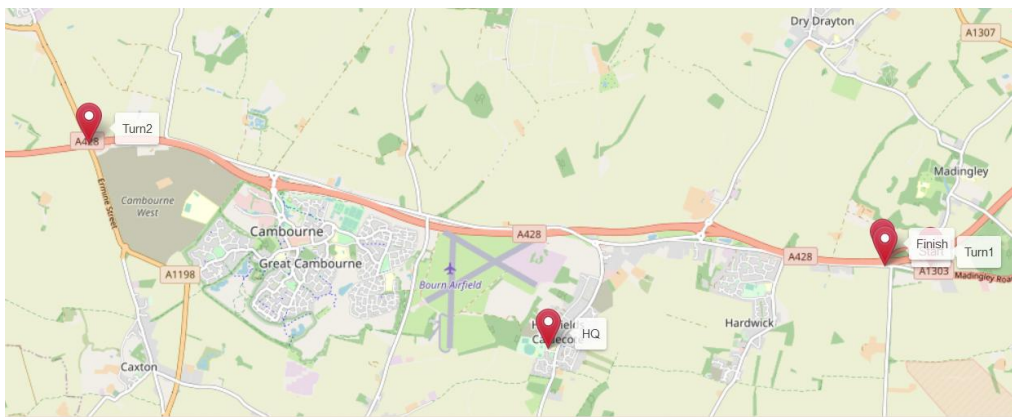 Dry Drayton
A1307
Turn2
A428
Madingley
Ermine Street
Cambourne
West
Cambourne
A428
Finish
Start
Turn1
Great Cambourne
A428
A1198
A1303
Madingley Road
Bourn Airfield
HQ
Hardwick
Caxton